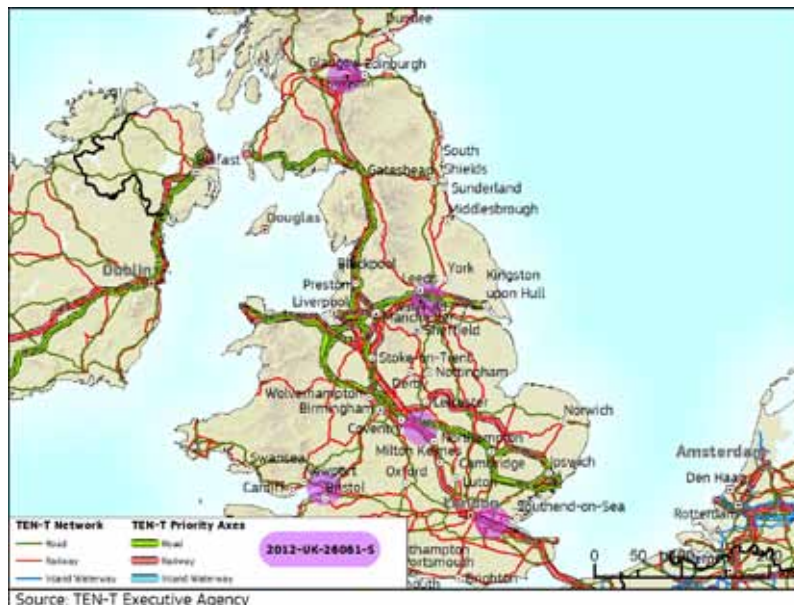 Dundee
Glasgow Edinburgh
South
Shields
Gateshead
Sunderland
Middlesbrough
Douglas
Dublin
Blackpool
Preston
Leeds
York
Kingston
upon Hull
Liverpool
Manchester
Sheffield
Stoke-on-Trent
Nottingham
Derby
Wolverhampton
Leicester
Birmingham
Norwich
Coventry
Northampton
Milton Keynes
Cambridge
Ipswich
Swansea
Oxford
Luton
Newport
Cardiff
Bristol
London
Southend-on-Sea
Amsterdam
Den Haag
Rotterdam
Brighton
TEN-T Network
Road
Railway
Inland Waterway
TEN-T Priority Axes
Road
Railway
Inland Waterway
2012-UK-26061-S
0 50
Source: TEN-T Executive Agency